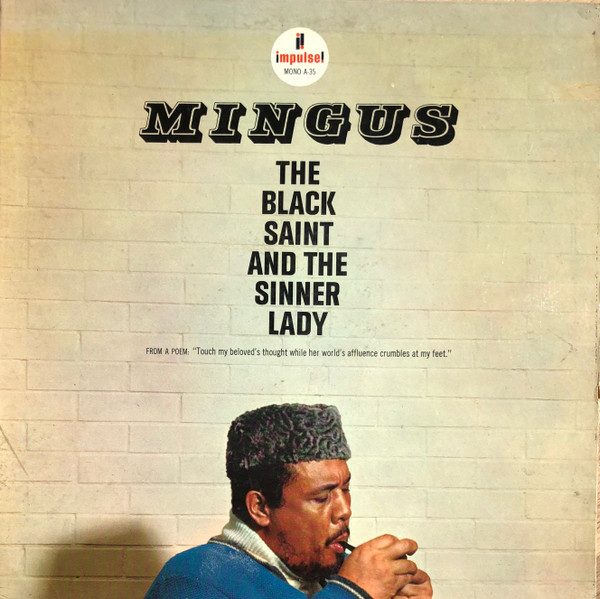 impulse!
MONO A-35
MINGUS
THE
BLACK
SAINT
AND THE
SINNER
LADY
FROM A POEM: "Touch my beloved's thought while her world's affluence crumbles at my feet."